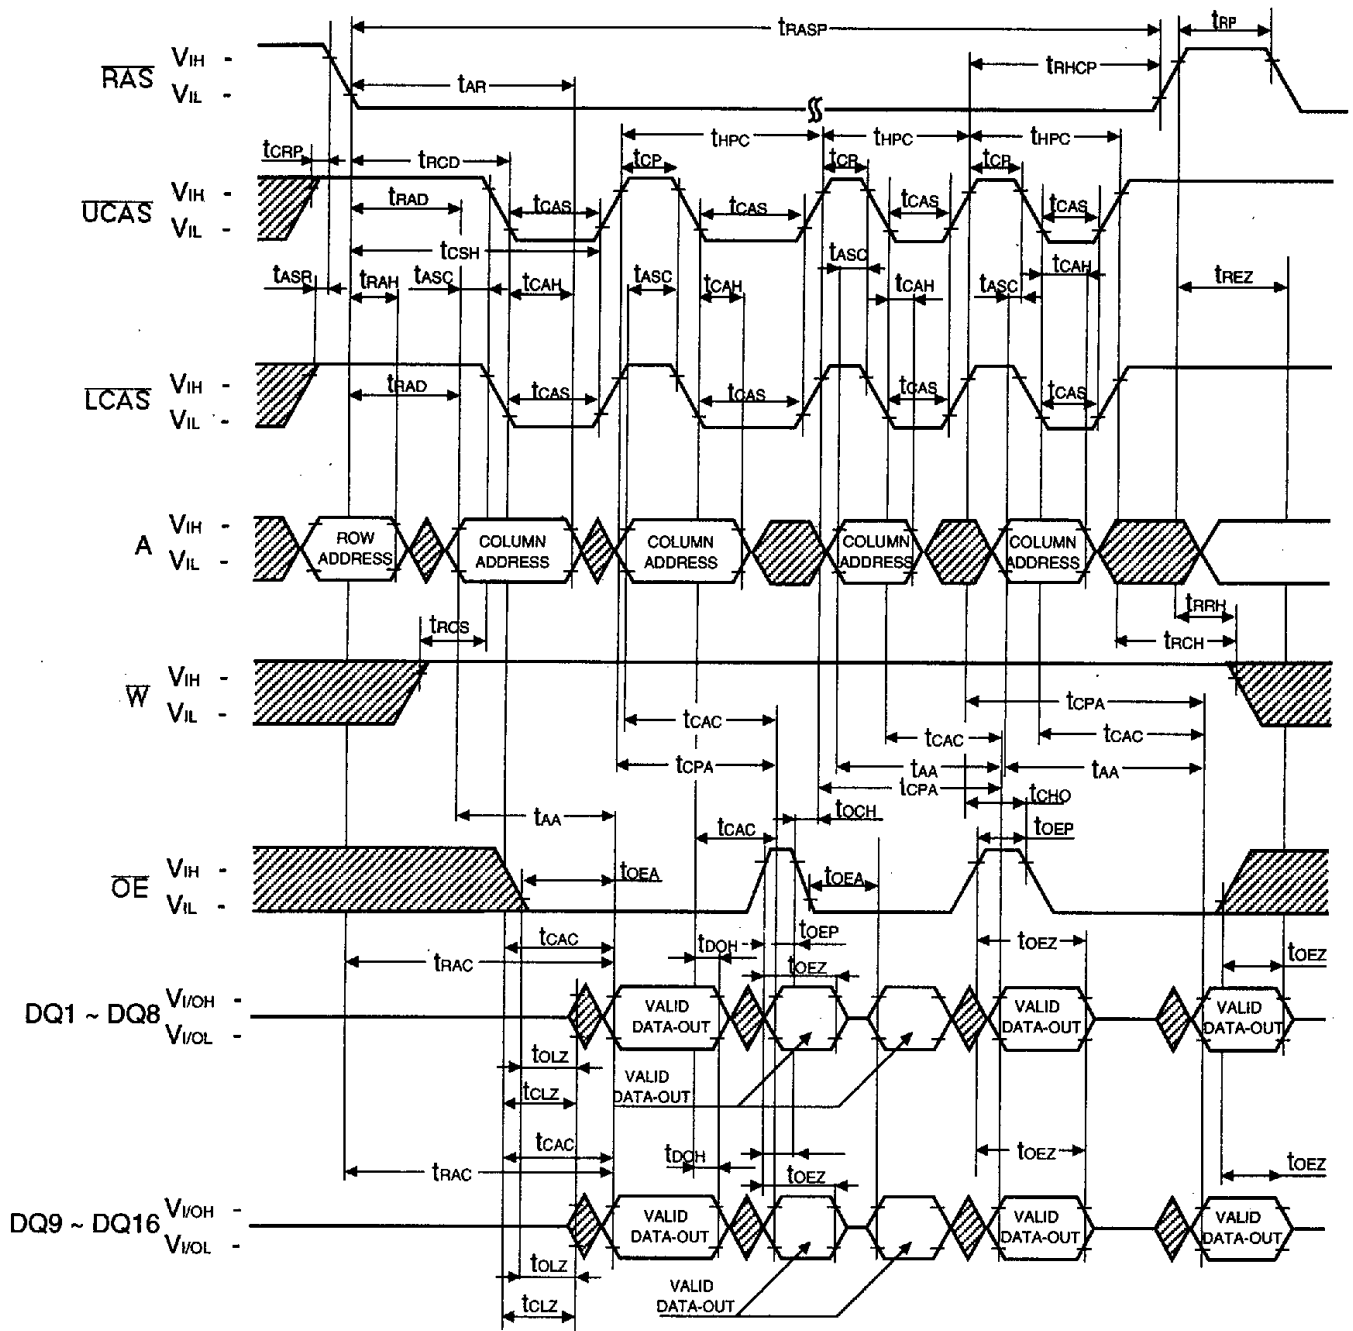 tRASP
tRP
VIH -
RAS
VIL -
tAR
tRHCP
tHPC
tHPC
tHPC
tCRP
tRCD
tCP
tCP
tCP
VIH -
UCAS
VIL -
tRAD
tCAS
tCAS
tCAS
tCAS
tCSH
tASC
tCAH
tASR
tRAH
tASC
tCAH
tASC
tCAH
tCAH
tASC
tREZ
VIH -
LCAS
VIL -
tRAD
tCAS
tCAS
tCAS
tCAS
VIH -
A
VIL -
ROW
ADDRESS
COLUMN
ADDRESS
COLUMN
ADDRESS
COLUMN
ADDRESS
COLUMN
ADDRESS
tRRH
tRCS
tRCH
VIH -
W
VIL -
tCPA
tCAC
tCAC
tCAC
tCPA
tAA
tAA
tCPA
tCHO
tAA
tOCH
tCAC
tOEP
VIH -
OE
VIL -
tOEA
tOEA
tCAC
tDOH
tOEP
tOEZ
tRAC
tOEZ
tOEZ
VI/OH -
DQ1 ~ DQ8
VI/OL -
VALID
DATA-OUT
VALID
DATA-OUT
VALID
DATA-OUT
tOLZ
VALID
DATA-OUT
tCLZ
tCAC
tDOH
tOEZ
tRAC
tOEZ
tOEZ
VI/OH -
DQ9 ~ DQ16
VI/OL -
VALID
DATA-OUT
VALID
DATA-OUT
VALID
DATA-OUT
tOLZ
VALID
DATA-OUT
tCLZ